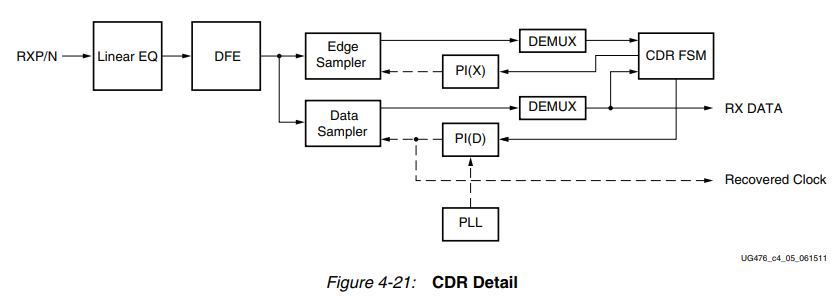 RXP/N
Linear EQ
DFE
Edge
Sampler
DEMUX
PI(X)
CDR FSM
Data
Sampler
DEMUX
RX DATA
PI(D)
Recovered Clock
PLL
UG476_c4_05_061511
Figure 4-21: CDR Detail